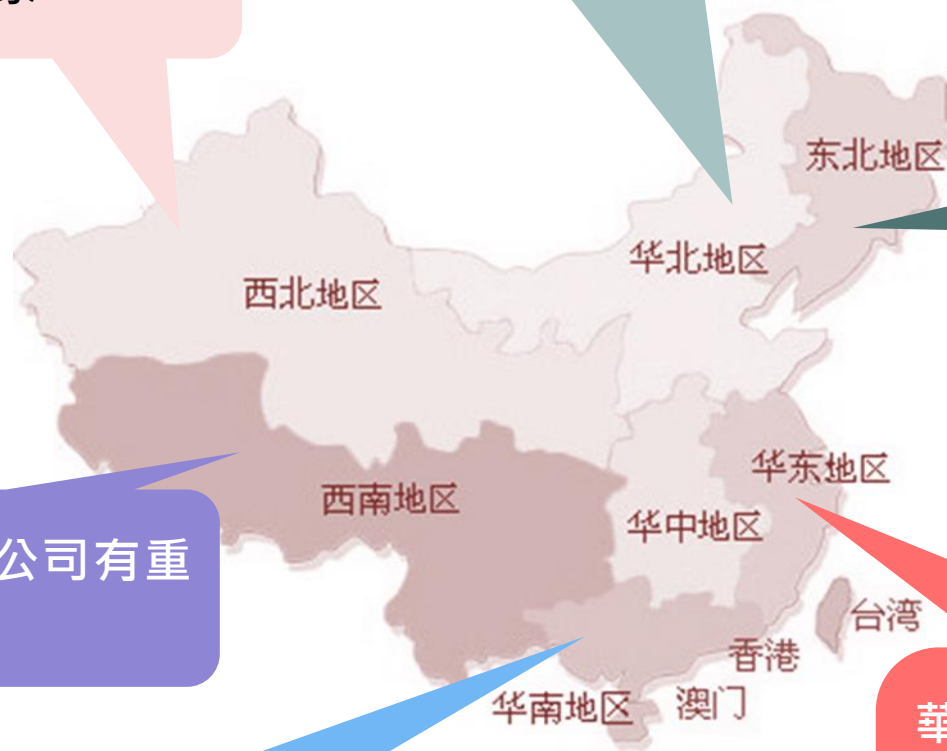 东北地区
华北地区
西北地区
华东地区
西南地区
华中地区
公司有重
台湾
香港
华南地区
澳门
華